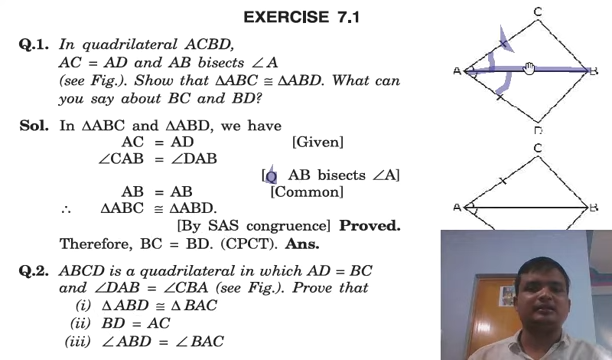 EXERCISE 7.1
Q.1. In quadrilateral ACBD,
AC = AD and AB bisects ∠A
(see Fig.). Show that ΔABC ≅ ΔABD. What can
you say about BC and BD?
Sol. In ΔABC and ΔABD, we have
AC = AD [Given]
∠CAB = ∠DAB
[Q AB bisects ∠A]
AB = AB [Common]
∴ ΔABC ≅ ΔABD.
[By SAS congruence] Proved.
Therefore, BC = BD. (CPCT). Ans.
Q.2. ABCD is a quadrilateral in which AD = BC
and ∠DAB = ∠CBA (see Fig.). Prove that
(i) ΔABD ≅ ΔBAC
(ii) BD = AC
(iii) ∠ABD = ∠BAC
C
A B
D
C
A B